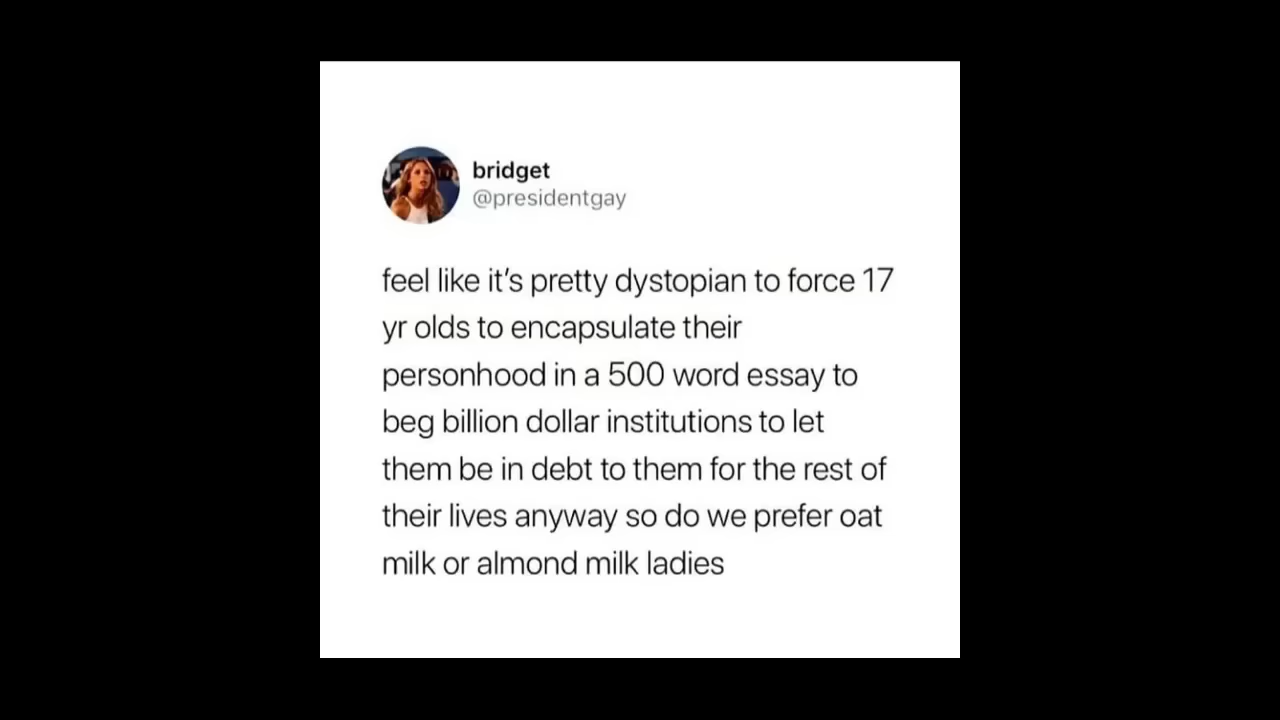 bridget
@presidentgay
feel like it's pretty dystopian to force 17
yr olds to encapsulate their
personhood in a 500 word essay to
beg billion dollar institutions to let
them be in debt to them for the rest of
their lives anyway so do we prefer oat
milk or almond milk ladies